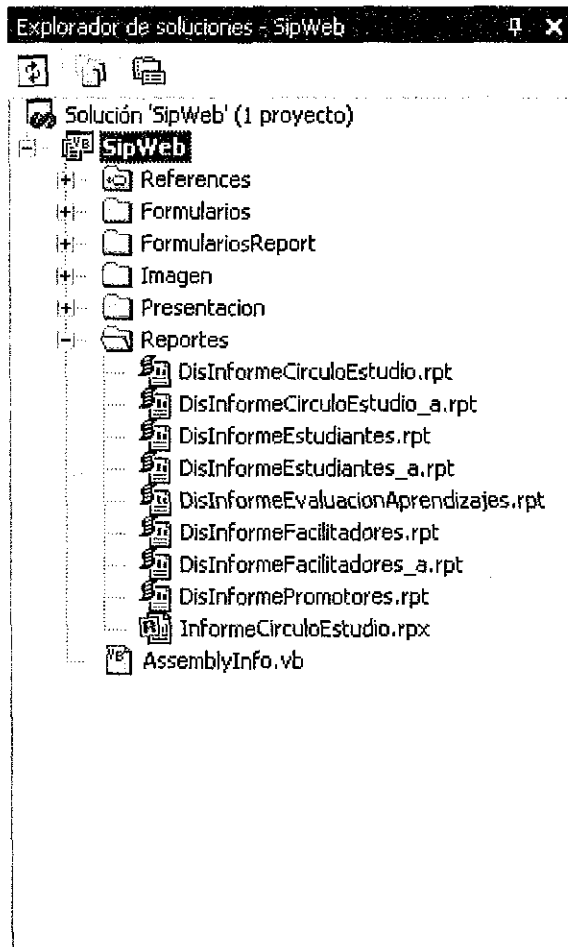 Explorador de soluciones - SipWeb
Solución 'SipWeb' (1 proyecto)
SipWeb
References
Formularios
FormulariosReport
Imagen
Presentacion
Reportes
DisInformeCirculoEstudio.rpt
DisInformeCirculoEstudio_a.rpt
DisInformeEstudiantes.rpt
DisInformeEstudiantes_a.rpt
DisInformeEvaluacionAprendizajes.rpt
DisInformeFacilitadores.rpt
DisInformeFacilitadores_a.rpt
DisInformePromotores.rpt
InformeCirculoEstudio.rpx
AssemblyInfo.vb